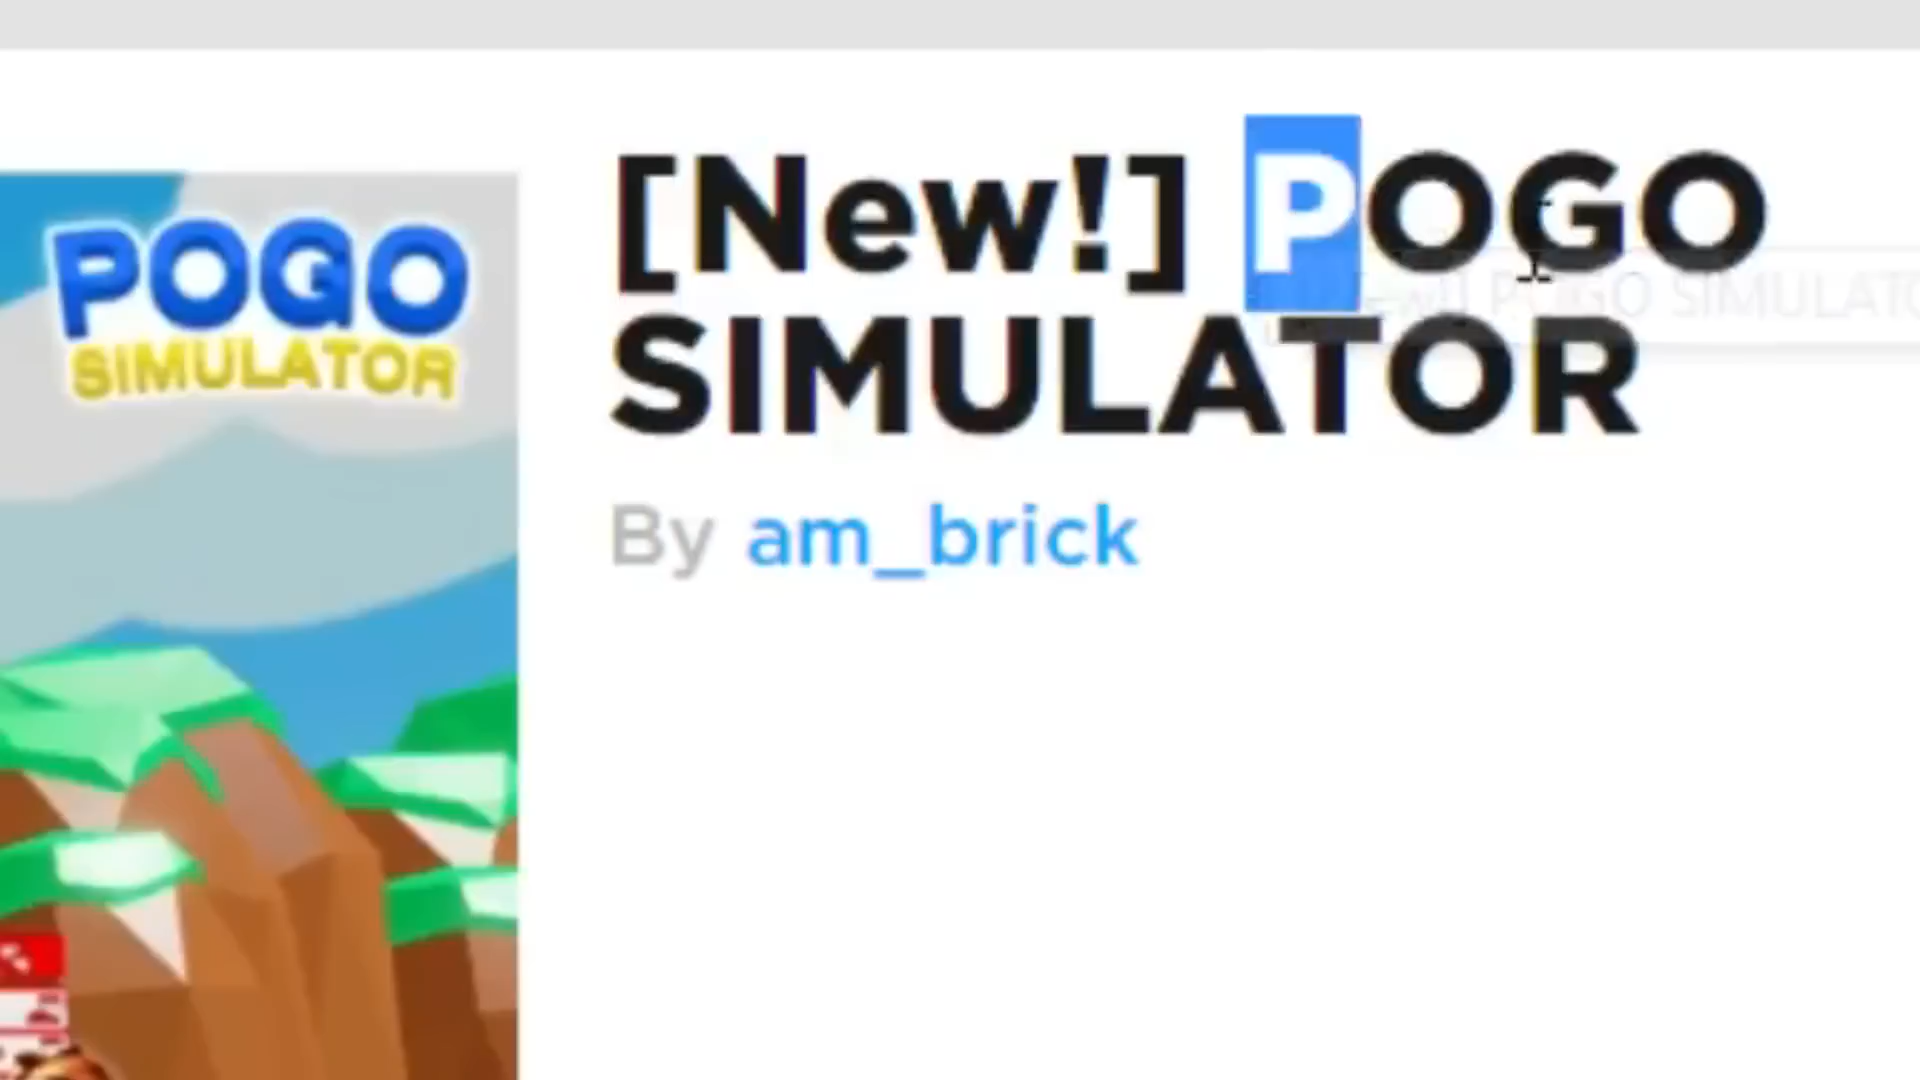 POGO
SIMULATOR
[New!] POGO
SIMULATOR
By am_brick